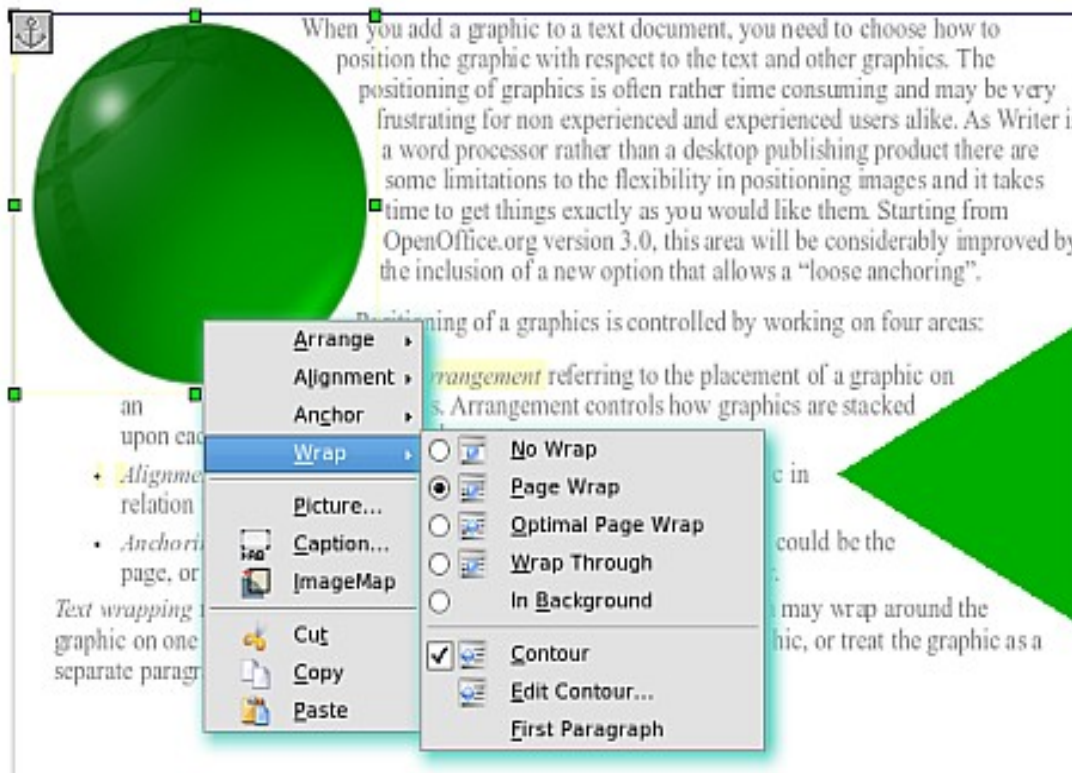 When you add a graphic to a text document, you need to choose how to
position the graphic with respect to the text and other graphics. The
positioning of graphics is often rather time consuming and may be very
frustrating for non experienced and experienced users alike. As Writer
a word processor rather than a desktop publishing product there are
some limitations to the flexibility in positioning images and it takes
time to get things exactly as you would like them. Starting from
OpenOffice.org version 3.0, this area will be considerably improved by
the inclusion of a new option that allows a “loose anchoring”.
of a graphics is controlled by working on four areas:
referring to the placement of a graphic on
an Arrangement controls how graphics are stacked
upon
• in
relation
• could be the
page, or
Text wrapping may wrap around the
graphic on one or treat the graphic as a
separate
Arrange
Alignment
Anchor
Wrap
Picture...
Caption...
ImageMap
Cut
Copy
Paste
No Wrap
Page Wrap
Optimal Page Wrap
Wrap Through
In Background
Contour
Edit Contour...
First Paragraph